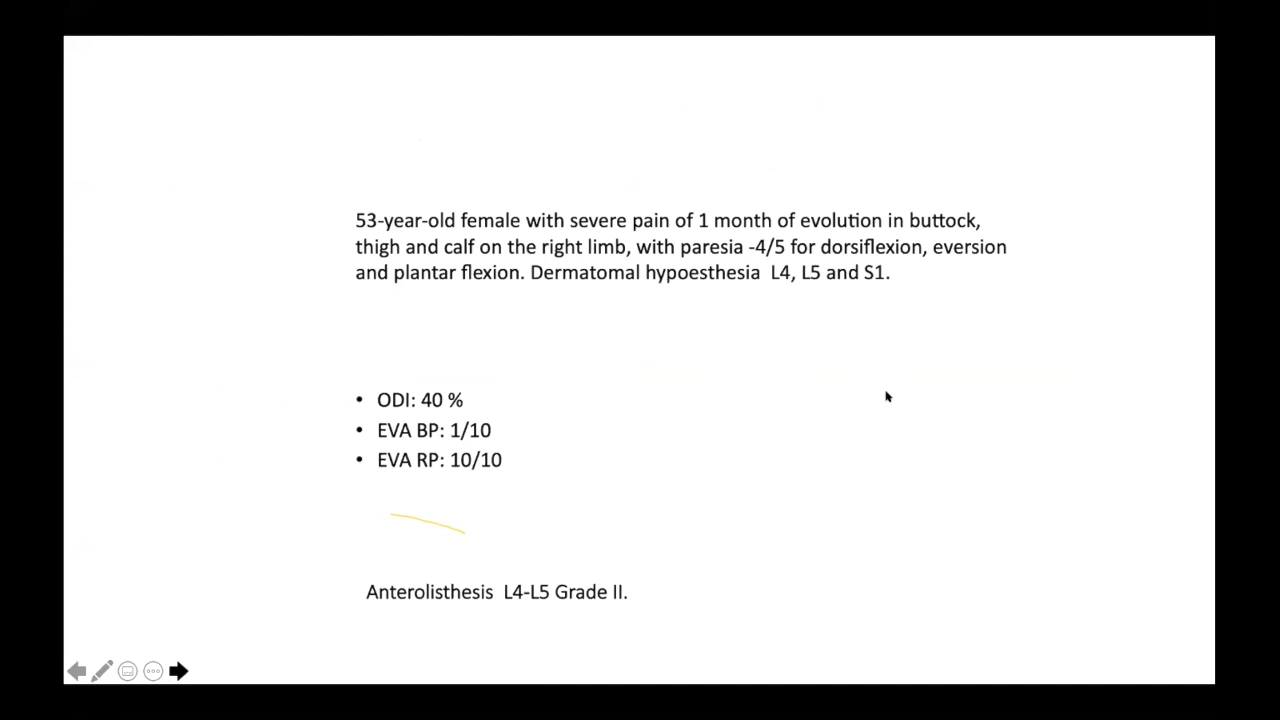 53-year-old female with severe pain of 1 month of evolution in buttock,
thigh and calf on the right limb, with paresia -4/5 for dorsiflexion, eversion
and plantar flexion. Dermatomal hypoesthesia L4, L5 and S1.
• ODI: 40 %
• EVA BP: 1/10
• EVA RP: 10/10
Anterolisthesis L4-L5 Grade II.